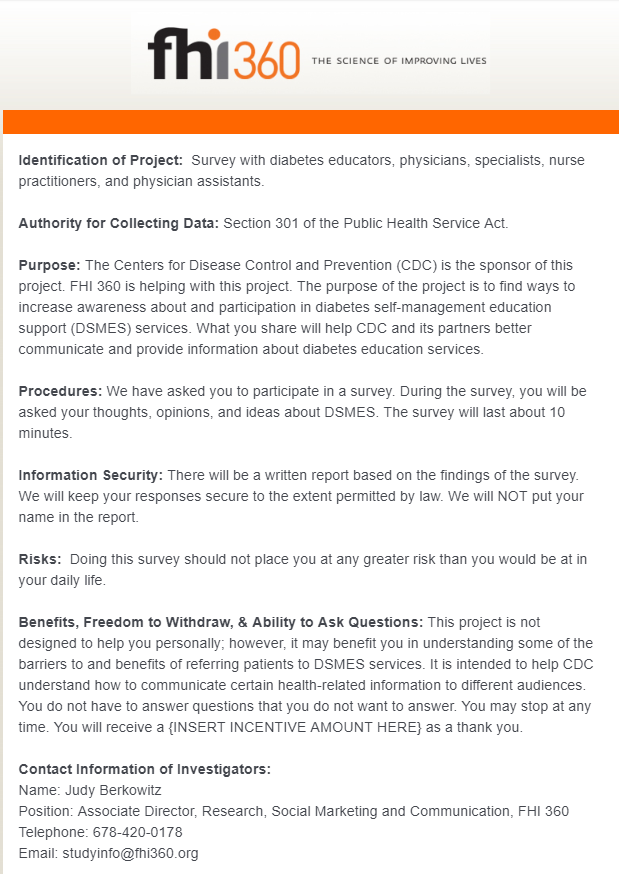 fhi360 THE SCIENCE OF IMPROVING LIVES
Identification of Project: Survey with diabetes educators, physicians, specialists, nurse
practitioners, and physician assistants.
Authority for Collecting Data: Section 301 of the Public Health Service Act.
Purpose: The Centers for Disease Control and Prevention (CDC) is the sponsor of this
project. FHI 360 is helping with this project. The purpose of the project is to find ways to
increase awareness about and participation in diabetes self-management education
support (DSMES) services. What you share will help CDC and its partners better
communicate and provide information about diabetes education services.
Procedures: We have asked you to participate in a survey. During the survey, you will be
asked your thoughts, opinions, and ideas about DSMES. The survey will last about 10
minutes.
Information Security: There will be a written report based on the findings of the survey.
We will keep your responses secure to the extent permitted by law. We will NOT put your
name in the report.
Risks: Doing this survey should not place you at any greater risk than you would be at in
your daily life.
Benefits, Freedom to Withdraw, & Ability to Ask Questions: This project is not
designed to help you personally; however, it may benefit you in understanding some of the
barriers to and benefits of referring patients to DSMES services. It is intended to help CDC
understand how to communicate certain health-related information to different audiences.
You do not have to answer questions that you do not want to answer. You may stop at any
time. You will receive a {INSERT INCENTIVE AMOUNT HERE} as a thank you.
Contact Information of Investigators:
Name: Judy Berkowitz
Position: Associate Director, Research, Social Marketing and Communication, FHI 360
Telephone: 678-420-0178
Email: studyinfo@fhi360.org